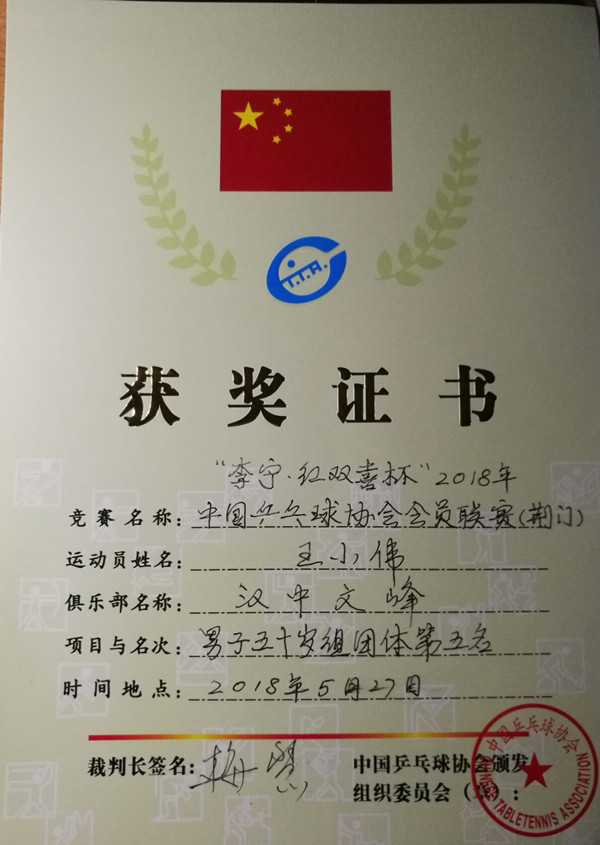 C.T.T.A.
获奖证书
“李宁·红双喜杯”2018年
竞赛名称：中国乒乓球协会会员联赛(荆门)
运动员姓名：王小伟
俱乐部名称：汉中文峰
项目与名次：男子五十岁组团体第五名
时间地点：2018年5月27日
裁判长签名：梅
中国乒乓球协会颁发
组织委员会（章）：
中国乒乓球协会
TABLETENNIS ASSOCIATION